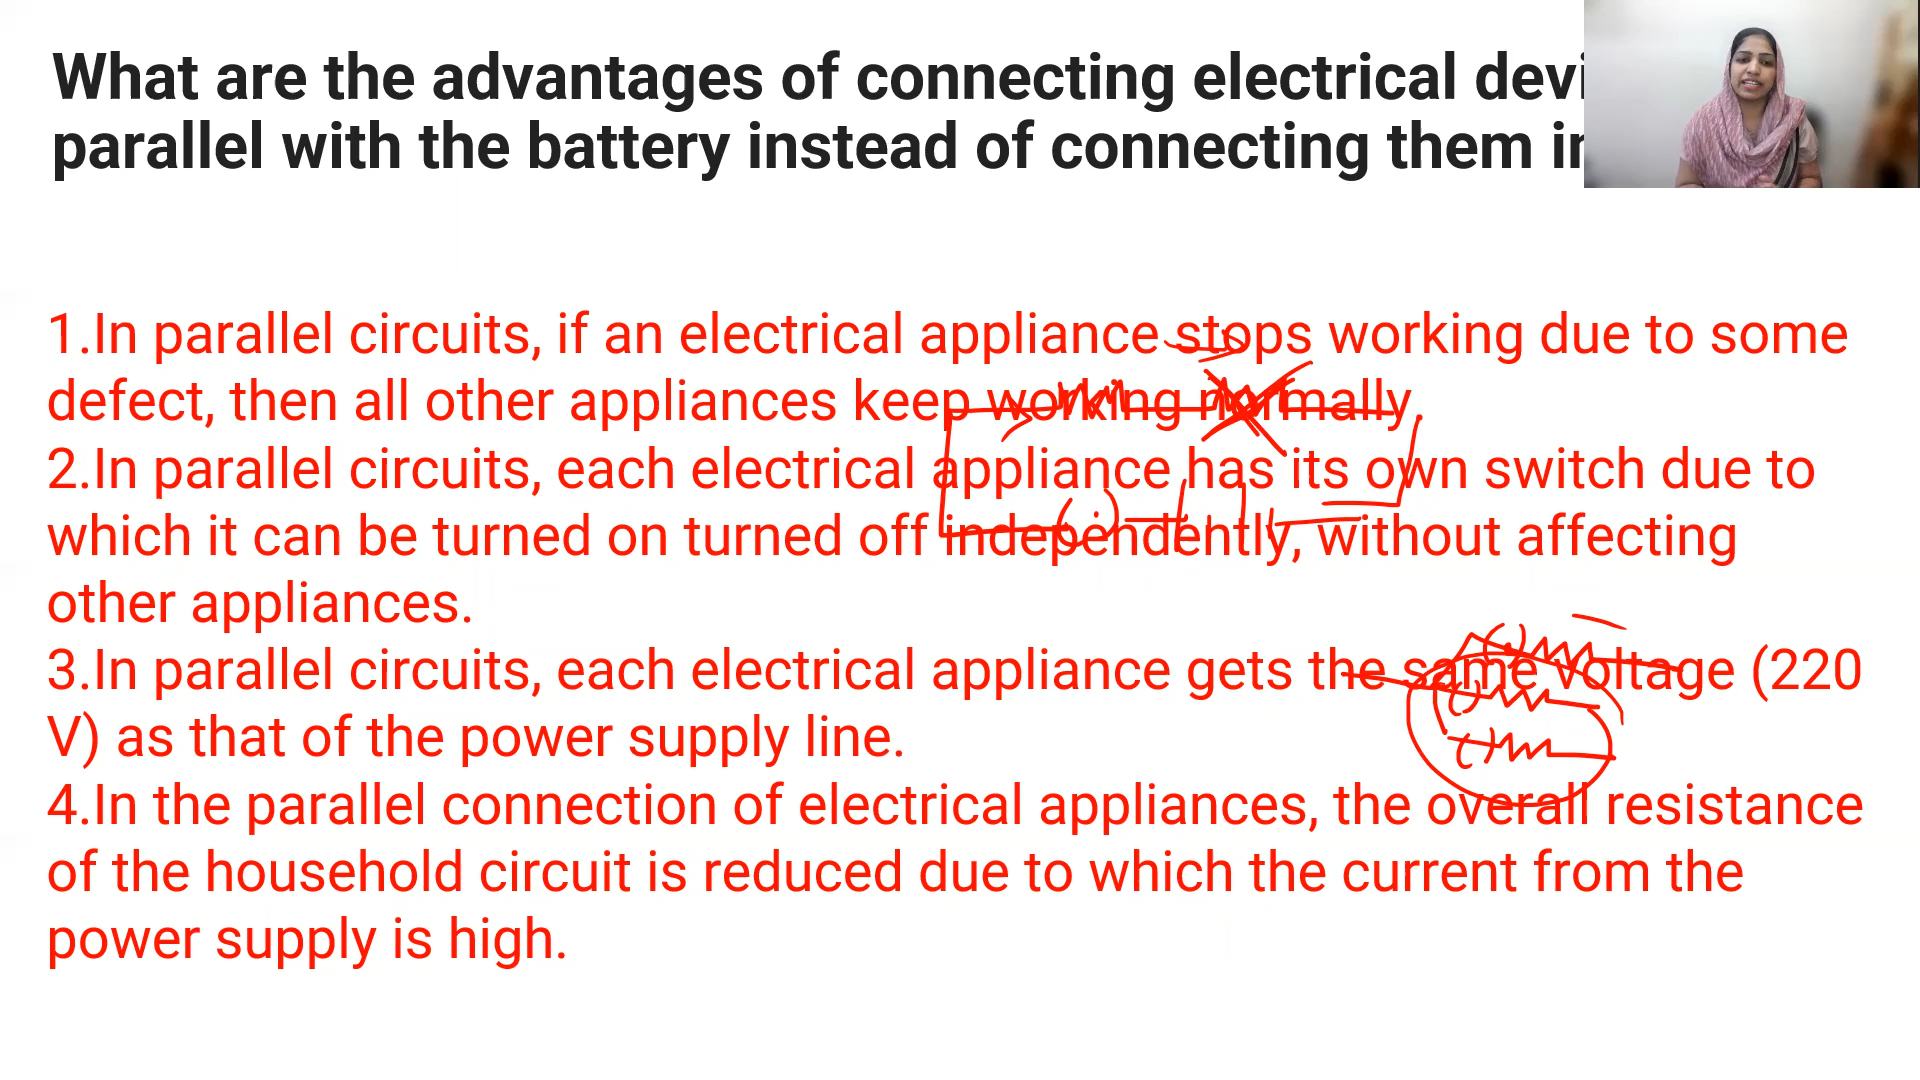 What are the advantages of connecting electrical devi
parallel with the battery instead of connecting them in
1.In parallel circuits, if an electrical appliance stops working due to some
defect, then all other appliances keep working normally.
2.In parallel circuits, each electrical appliance has its own switch due to
which it can be turned on turned off independently, without affecting
other appliances.
3.In parallel circuits, each electrical appliance gets the same voltage (220
V) as that of the power supply line.
4.In the parallel connection of electrical appliances, the overall resistance
of the household circuit is reduced due to which the current from the
power supply is high.